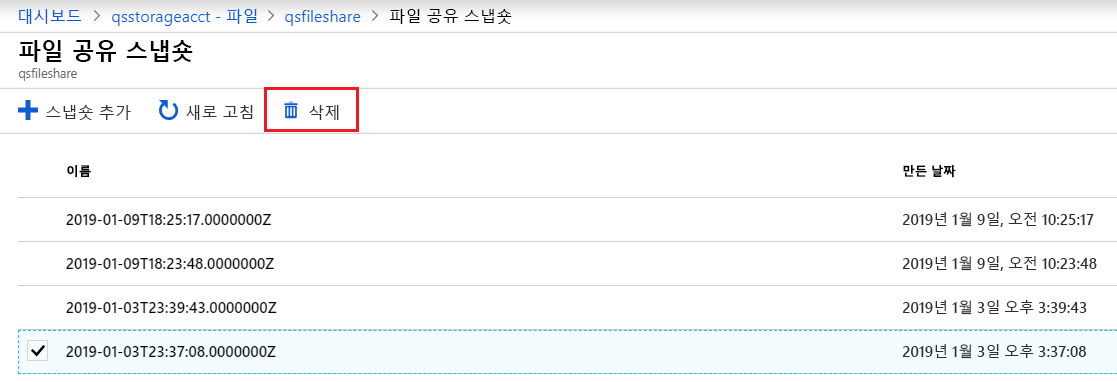 대시보드 > qsstorageacct - 파일 > qsfileshare > 파일 공유 스냅숏
파일 공유 스냅숏
qsfileshare
스냅숏 추가 새로 고침 삭제
이름 만든 날짜
2019-01-09T18:25:17.0000000Z 2019년 1월 9일, 오전 10:25:17
2019-01-09T18:23:48.0000000Z 2019년 1월 9일, 오전 10:23:48
2019-01-03T23:39:43.0000000Z 2019년 1월 3일 오후 3:39:43
2019-01-03T23:37:08.0000000Z 2019년 1월 3일 오후 3:37:08